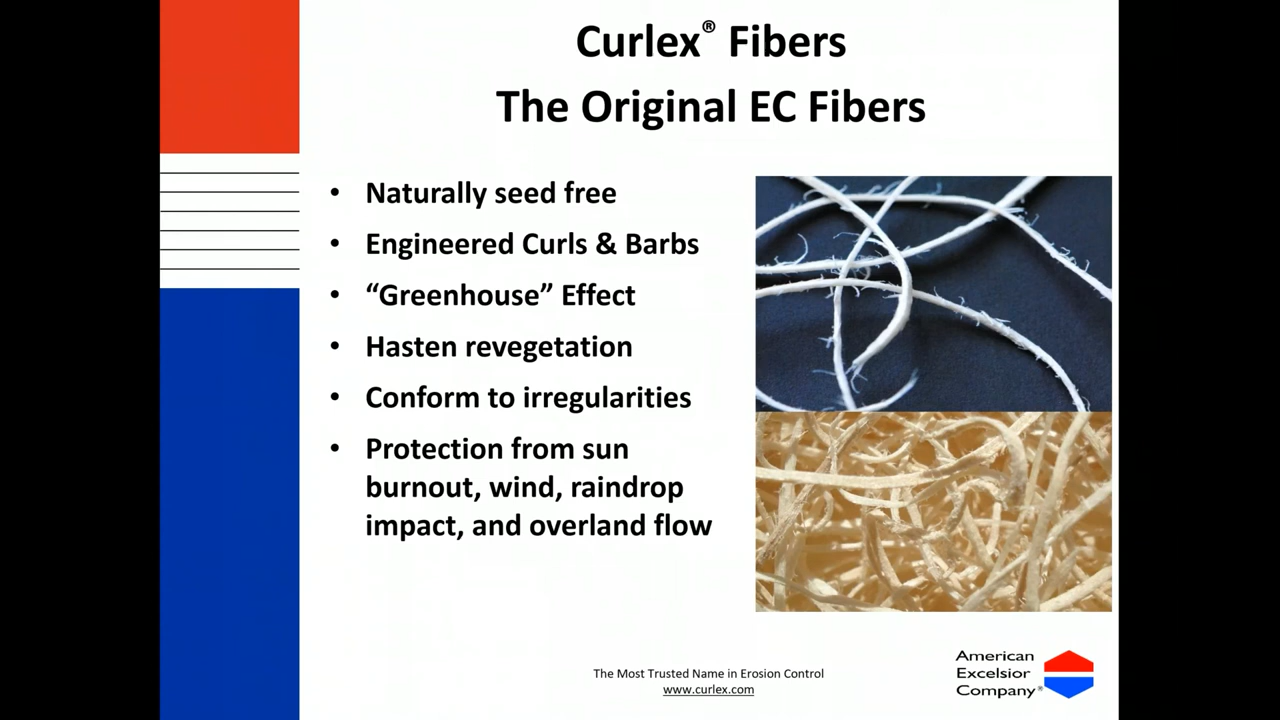 Curlex® Fibers
The Original EC Fibers
• Naturally seed free
• Engineered Curls & Barbs
• “Greenhouse” Effect
• Hasten revegetation
• Conform to irregularities
• Protection from sun
burnout, wind, raindrop
impact, and overland flow
The Most Trusted Name in Erosion Control
www.curlex.com
American
Excelsior
Company®